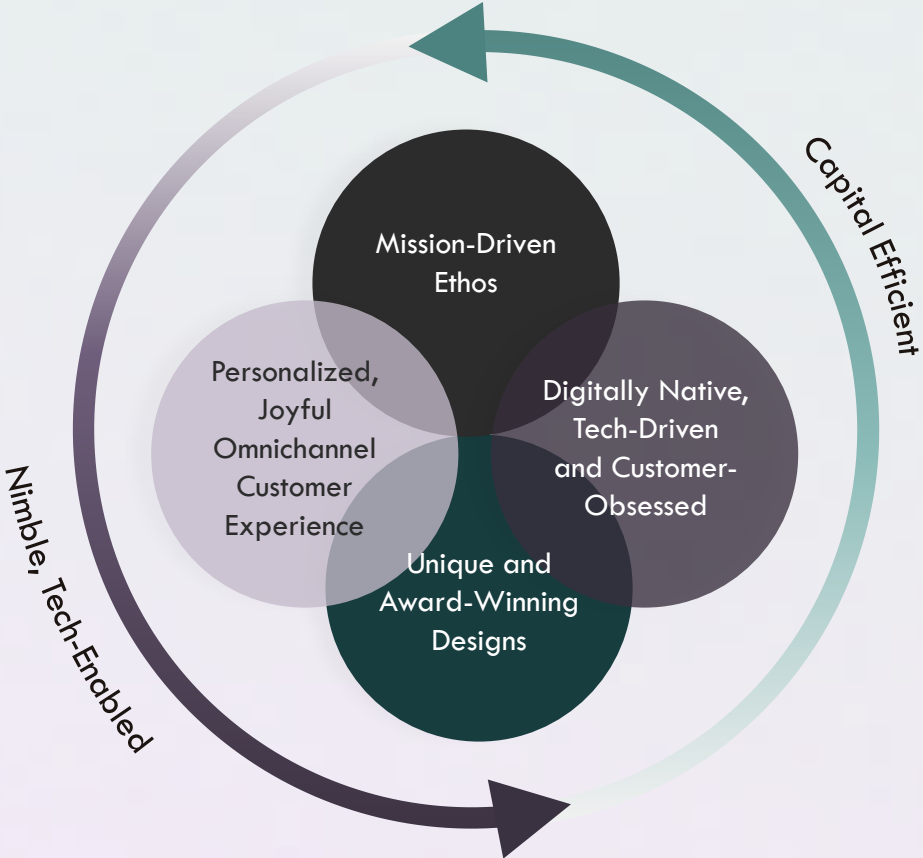 Mission-Driven
Ethos
Personalized,
Joyful
Omnichannel
Customer
Experience
Digitally Native,
Tech-Driven
and Customer-
Obsessed
Unique and
Award-Winning
Designs
Capital Efficient
Nimble, Tech-Enabled